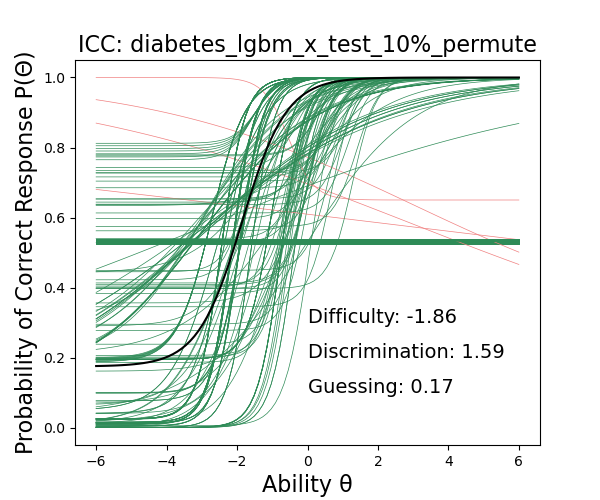 ICC: diabetes_lgbm_x_test_10%_permute
Probability of Correct Response P(Θ)
1.0
0.8
0.6
0.4
0.2
0.0
Difficulty: -1.86
Discrimination: 1.59
Guessing: 0.17
−6
−4
−2
0
2
4
6
Ability θ